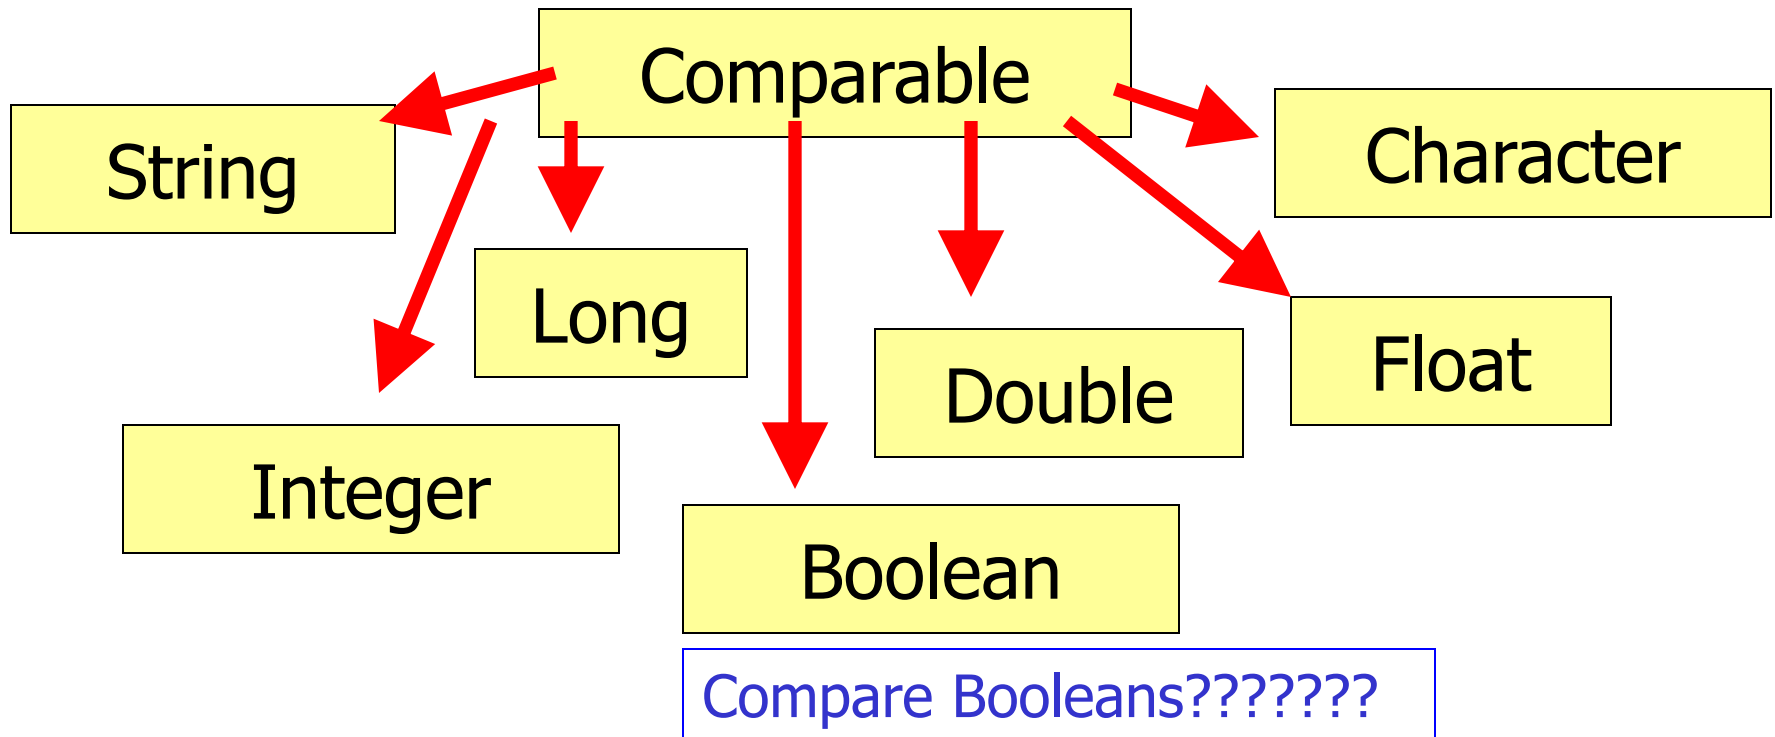 Comparable
String
Character
Long
Float
Double
Integer
Boolean
Compare Booleans???????